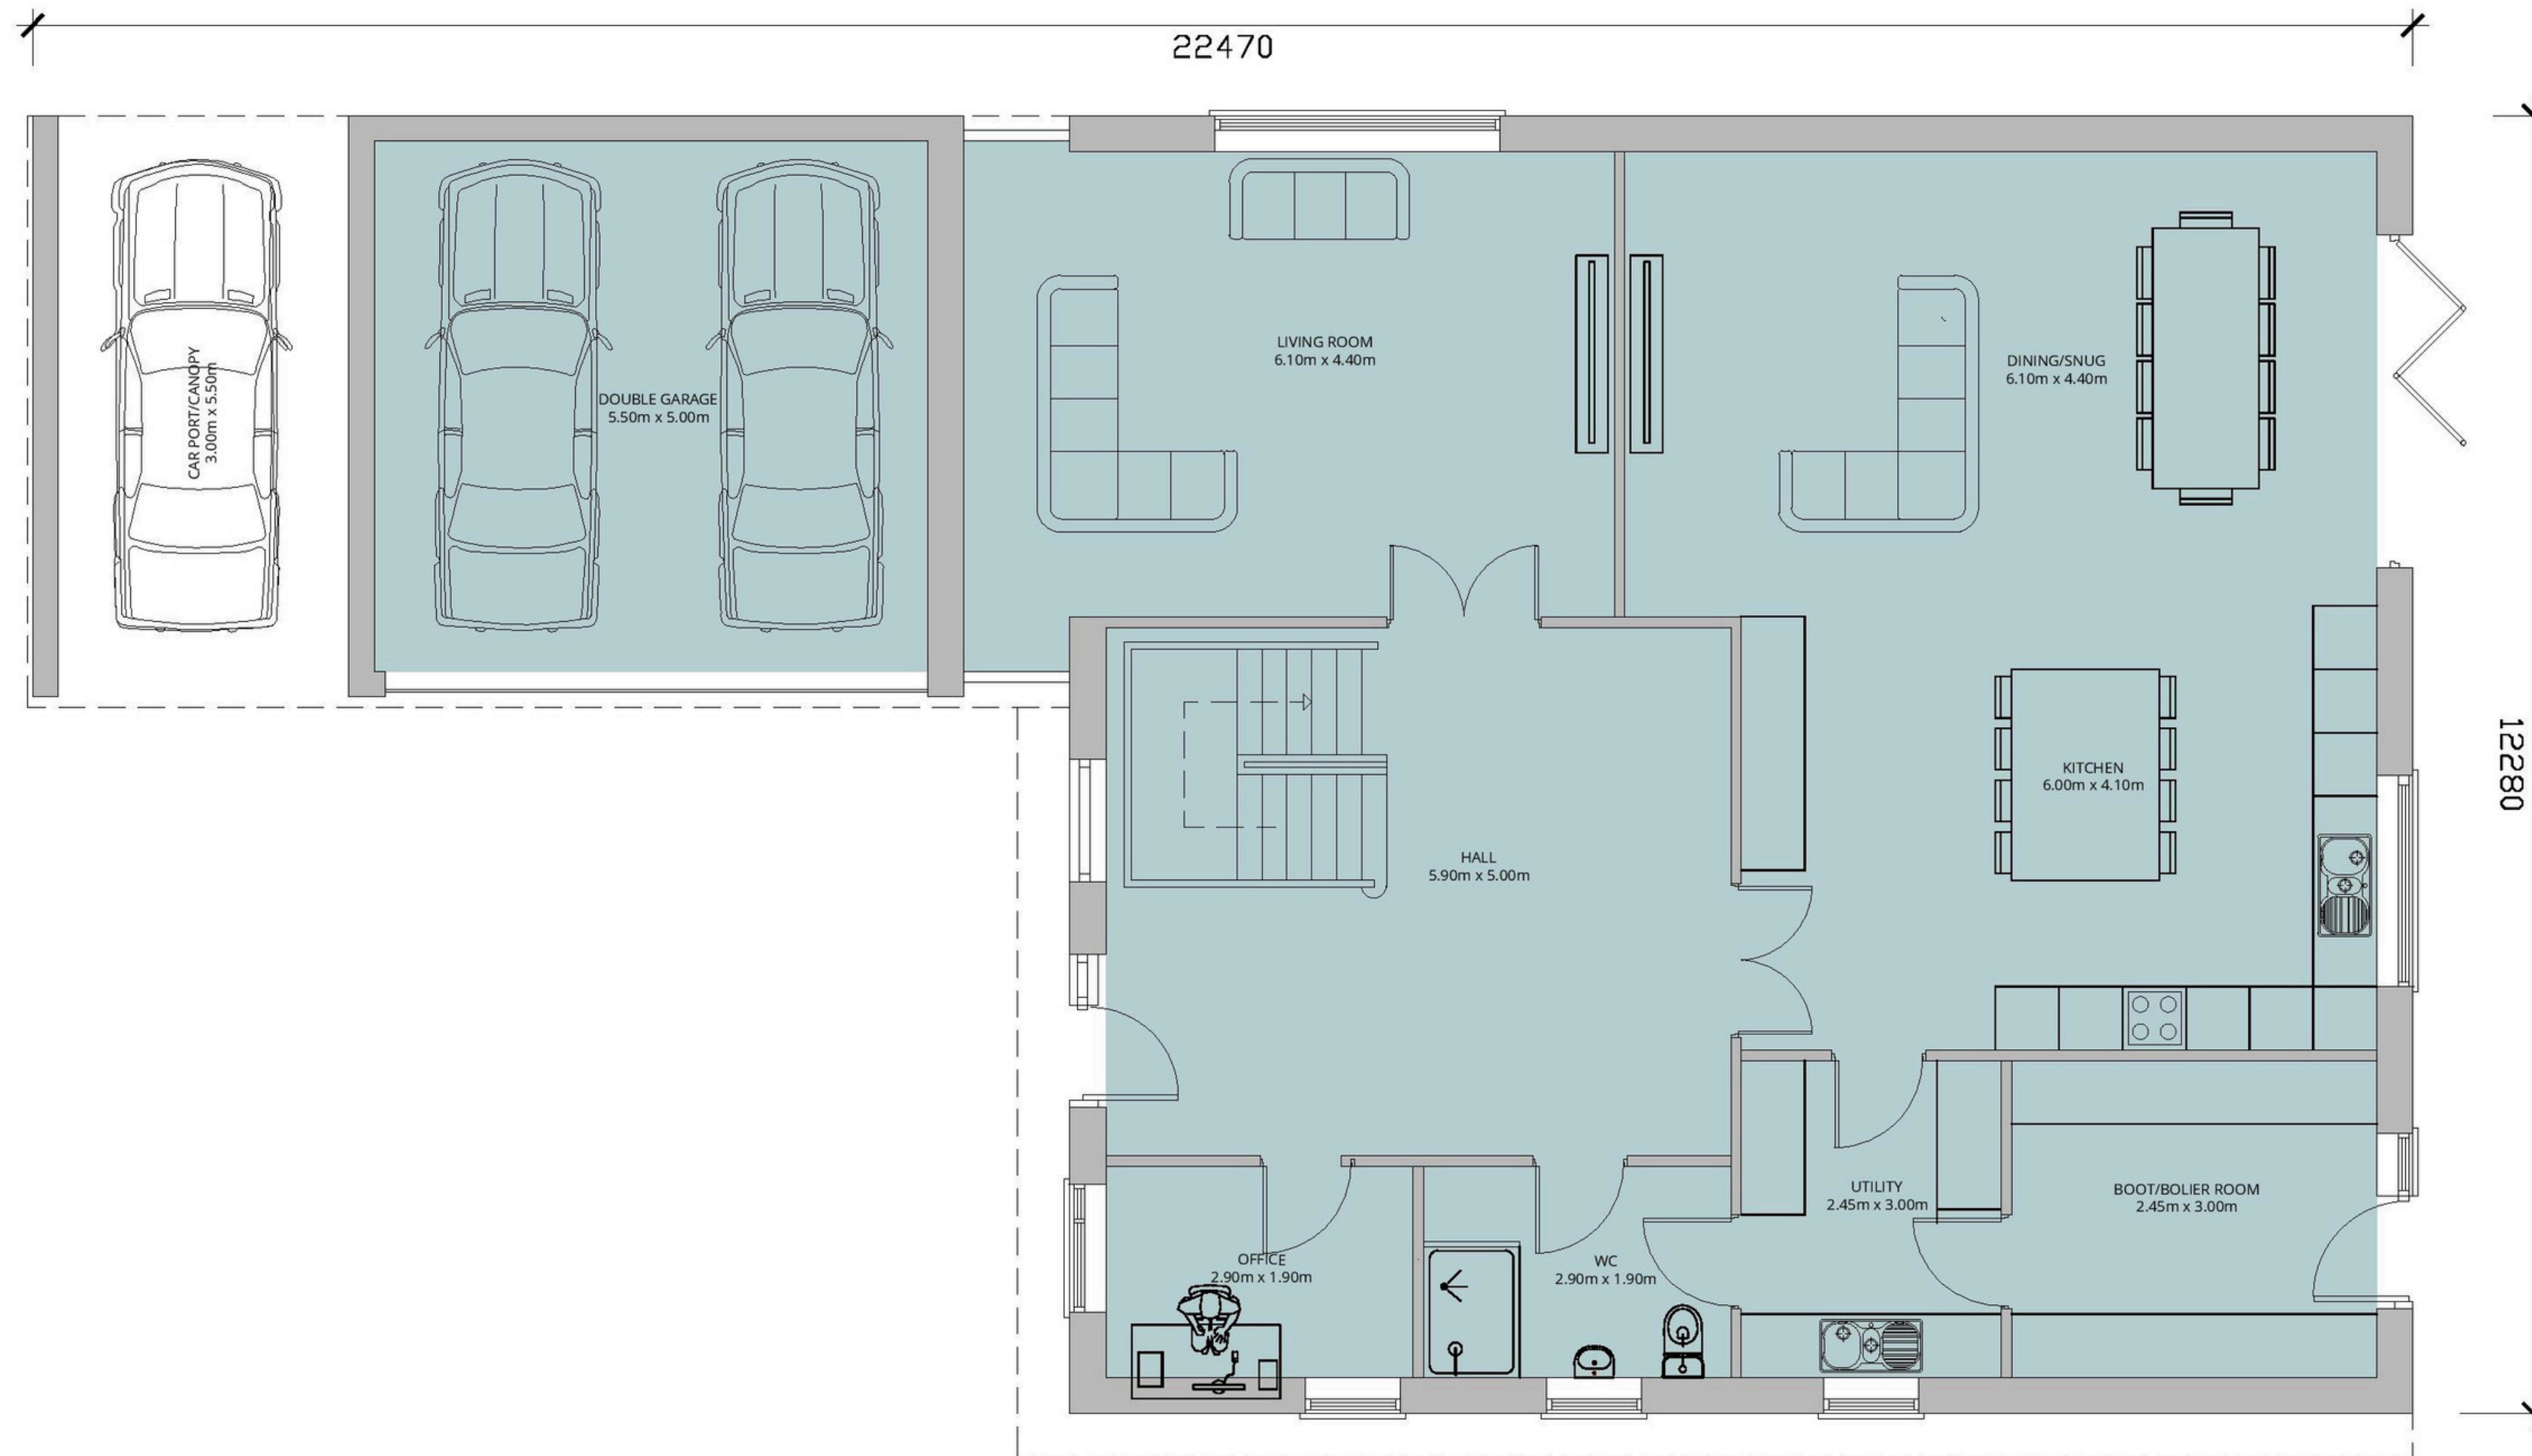 22470
CAR PORT/CANOPY
3.00m x 5.50m
DOUBLE GARAGE
5.50m x 5.00m
LIVING ROOM
6.10m x 4.40m
DINING/SNUG
6.10m x 4.40m
KITCHEN
6.00m x 4.10m
12280
HALL
5.90m x 5.00m
UTILITY
2.45m x 3.00m
BOOT/BOLIER ROOM
2.45m x 3.00m
OFFICE
2.90m x 1.90m
WC
2.90m x 1.90m